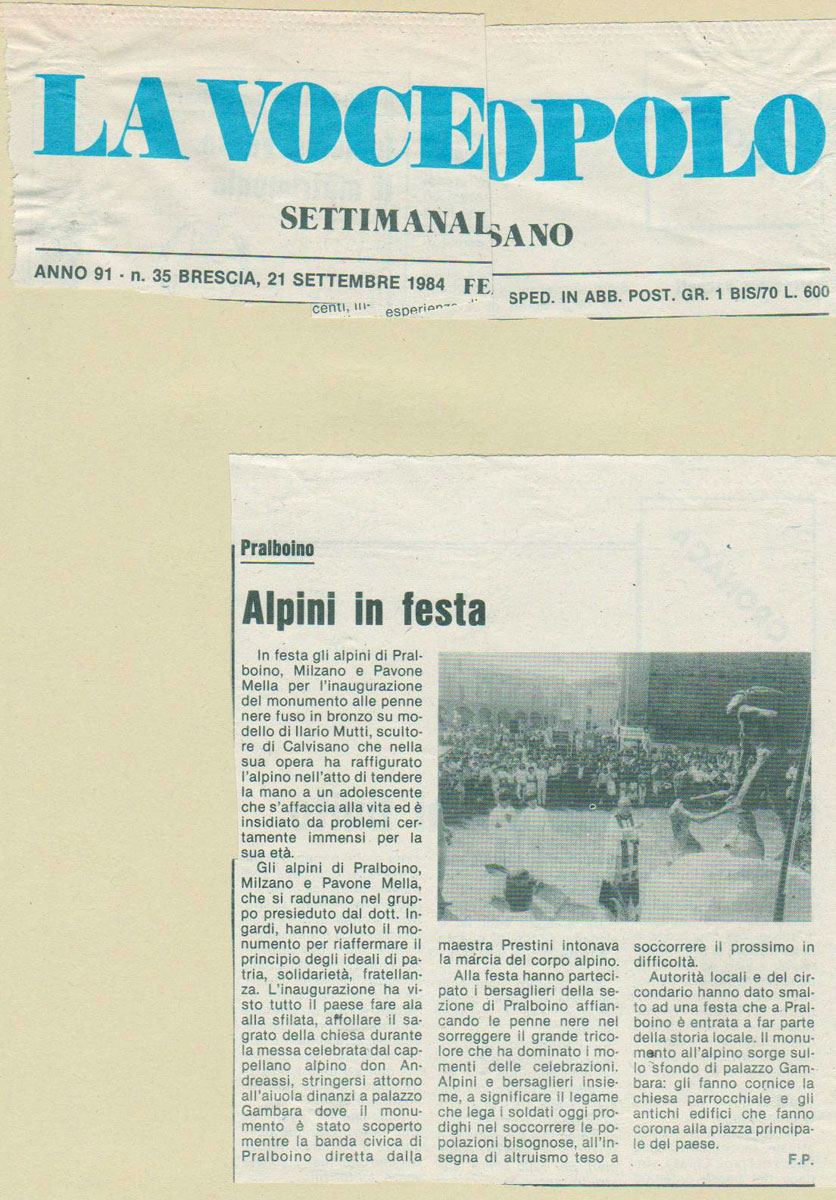 LA VOCE OPOLO
SETTIMANAL SANO
ANNO 91 - n. 35 BRESCIA, 21 SETTEMBRE 1984 FE SPED. IN ABB. POST. GR. 1 BIS/70 L. 600
centi, in- esperienze
Pralboino
Alpini in festa
In festa gli alpini di Pral-
boino, Milzano e Pavone
Mella per l'inaugurazione
del monumento alle penne
nere fuso in bronzo su mo-
dello di Ilario Mutti, sculto-
re di Calvisano che nella
sua opera ha raffigurato
l'alpino nell'atto di tendere
la mano a un adolescente
che s'affaccia alla vita ed è
insidiato da problemi cer-
tamente immensi per la
sua età.
Gli alpini di Pralboino,
Milzano e Pavone Mella,
che si radunano nel grup-
po presieduto dal dott. In-
gardi, hanno voluto il mo-
numento per riaffermare il
principio degli ideali di pa-
tria, solidarietà, fratellan-
za. L'inaugurazione ha vi-
sto tutto il paese fare ala
alla sfilata, affollare il sa-
grato della chiesa durante
la messa celebrata dal cap-
pellano alpino don An-
dreassi, stringersi attorno
all'aiuola dinanzi a palazzo
Gambara dove il monu-
mento è stato scoperto
mentre la banda civica di
Pralboino diretta dalla
maestra Prestini intonava
la marcia del corpo alpino.
Alla festa hanno parteci-
pato i bersaglieri della se-
zione di Pralboino affian-
cando le penne nere nel
sorreggere il grande trico-
lore che ha dominato i mo-
menti delle celebrazioni.
Alpini e bersaglieri insie-
me, a significare il legame
che lega i soldati oggi pro-
dighi nel soccorrere le po-
polazioni bisognose, all'in-
segna di altruismo teso a
soccorrere il prossimo in
difficoltà.
Autorità locali e del cir-
condario hanno dato smal-
to ad una festa che a Pral-
boino è entrata a far parte
della storia locale. Il monu-
mento all'alpino sorge sul-
lo sfondo di palazzo Gam-
bara: gli fanno cornice la
chiesa parrocchiale e gli
antichi edifici che fanno
corona alla piazza principa-
le del paese.
F.P.